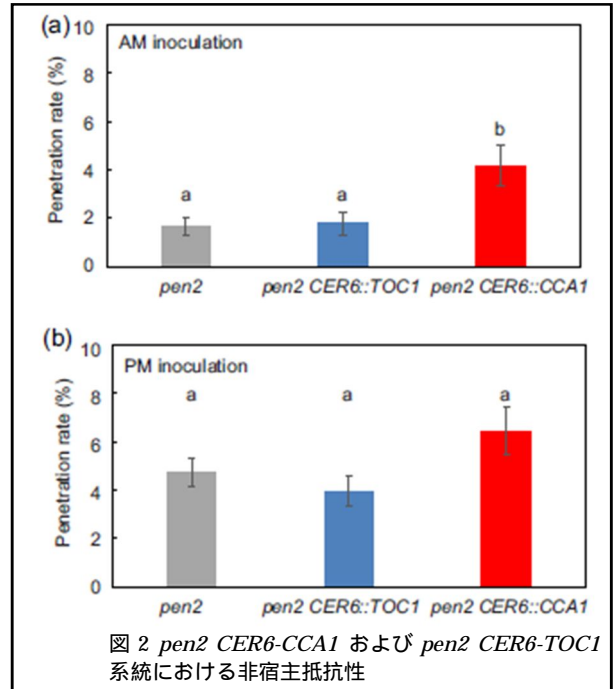 (a)
AM inoculation
Penetration rate (%)
10
8
6
4
2
0
a
a
b
pen2
pen2 CER6::TOC1
pen2 CER6::CCA1
(b)
PM inoculation
Penetration rate (%)
10
8
6
4
2
0
a
a
a
pen2
pen2 CER6::TOC1
pen2 CER6::CCA1
図 2 pen2 CER6-CCA1 および pen2 CER6-TOC1
系統における非宿主抵抗性